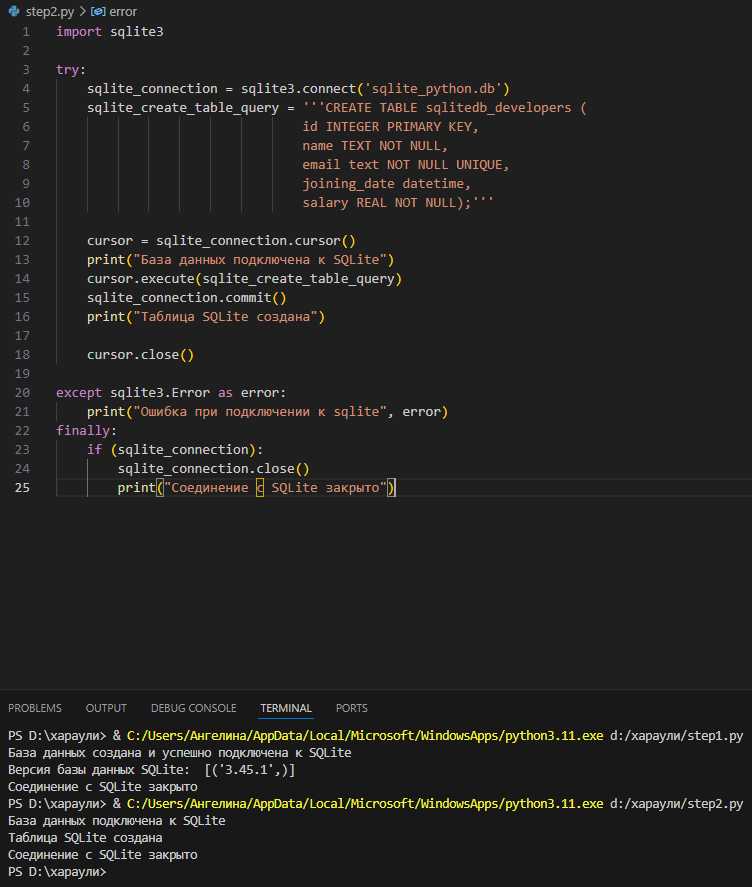 step2.py > error
1 import sqlite3
2
3 try:
4     sqlite_connection = sqlite3.connect('sqlite_python.db')
5     sqlite_create_table_query = '''CREATE TABLE sqlitedb_developers (
6                                 id INTEGER PRIMARY KEY,
7                                 name TEXT NOT NULL,
8                                 email text NOT NULL UNIQUE,
9                                 joining_date datetime,
10                                 salary REAL NOT NULL);'''
11
12     cursor = sqlite_connection.cursor()
13     print("База данных подключена к SQLite")
14     cursor.execute(sqlite_create_table_query)
15     sqlite_connection.commit()
16     print("Таблица SQLite создана")
17
18     cursor.close()
19
20 except sqlite3.Error as error:
21     print("Ошибка при подключении к sqlite", error)
22 finally:
23     if (sqlite_connection):
24         sqlite_connection.close()
25         print("Соединение с SQLite закрыто")
PROBLEMS OUTPUT DEBUG CONSOLE TERMINAL PORTS
PS D:\хараули> & C:/Users/Ангелина/AppData/Local/Microsoft/WindowsApps/python3.11.exe d:/хараули/step1.py
База данных создана и успешно подключена к SQLite
Версия базы данных SQLite:  [('3.45.1',)]
Соединение с SQLite закрыто
PS D:\хараули> & C:/Users/Ангелина/AppData/Local/Microsoft/WindowsApps/python3.11.exe d:/хараули/step2.py
База данных подключена к SQLite
Таблица SQLite создана
Соединение с SQLite закрыто
PS D:\хараули>